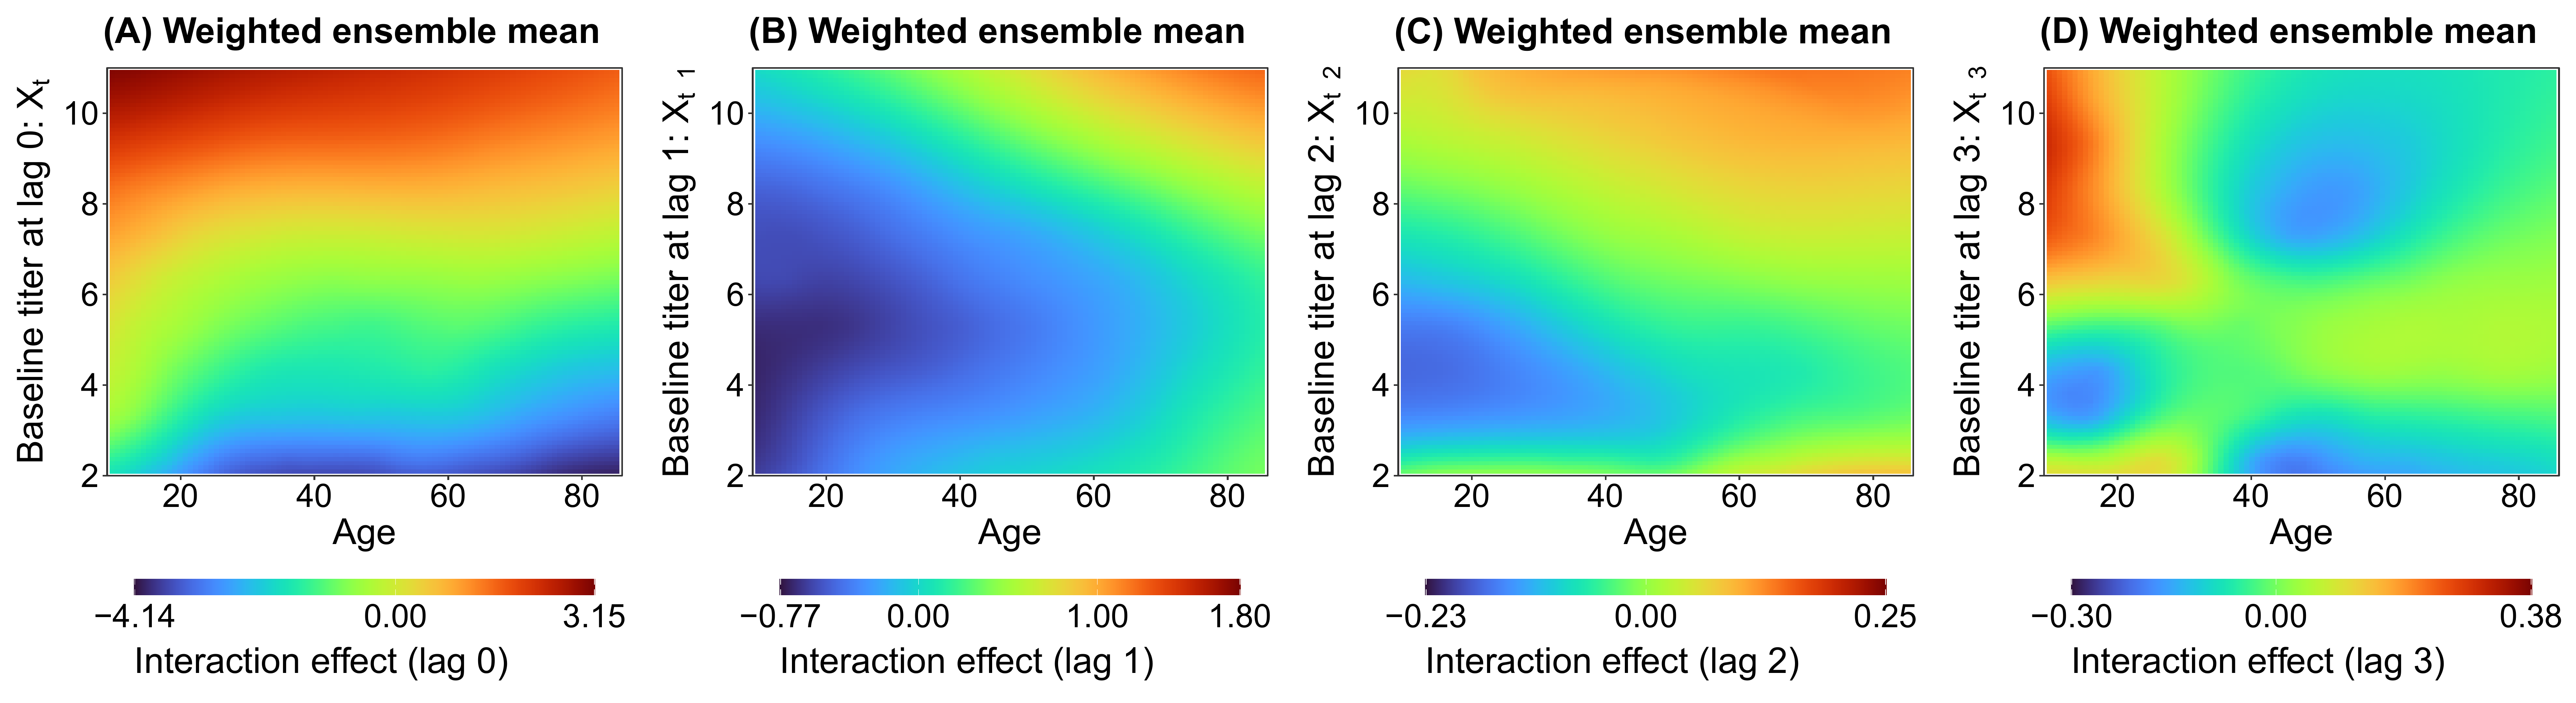 (A) Weighted ensemble mean
Baseline titer at lag 0: Xt
10
8
6
4
2
20 40 60 80
Age
−4.14 0.00 3.15
Interaction effect (lag 0)
(B) Weighted ensemble mean
Baseline titer at lag 1: Xt 1
10
8
6
4
2
20 40 60 80
Age
−0.77 0.00 1.00 1.80
Interaction effect (lag 1)
(C) Weighted ensemble mean
Baseline titer at lag 2: Xt 2
10
8
6
4
2
20 40 60 80
Age
−0.23 0.00 0.25
Interaction effect (lag 2)
(D) Weighted ensemble mean
Baseline titer at lag 3: Xt 3
10
8
6
4
2
20 40 60 80
Age
−0.30 0.00 0.38
Interaction effect (lag 3)